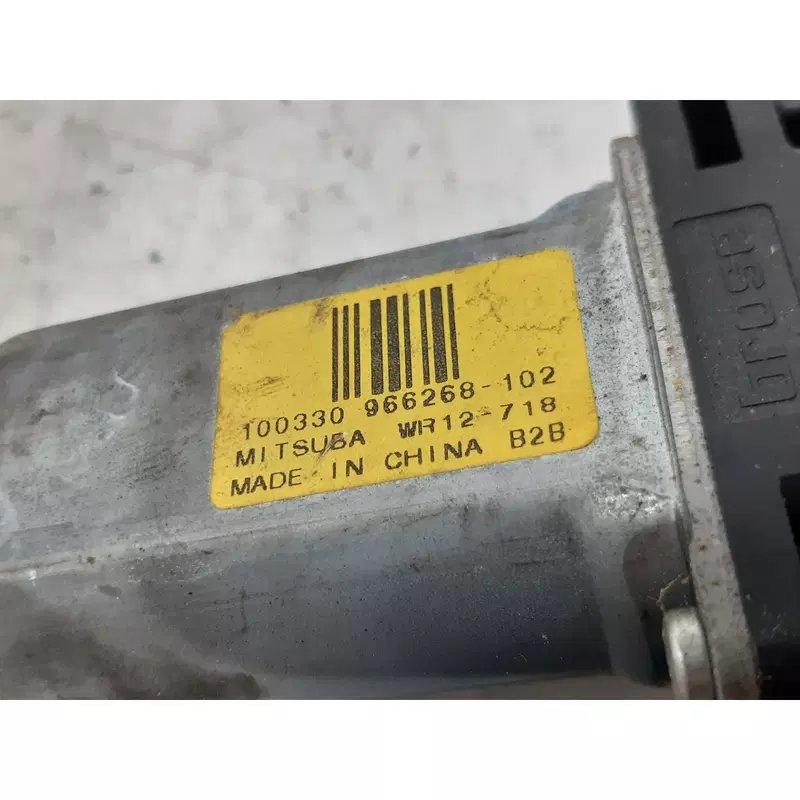 100330 966268-102
MITSUBA WR12-718
MADE IN CHINA B2B
brose